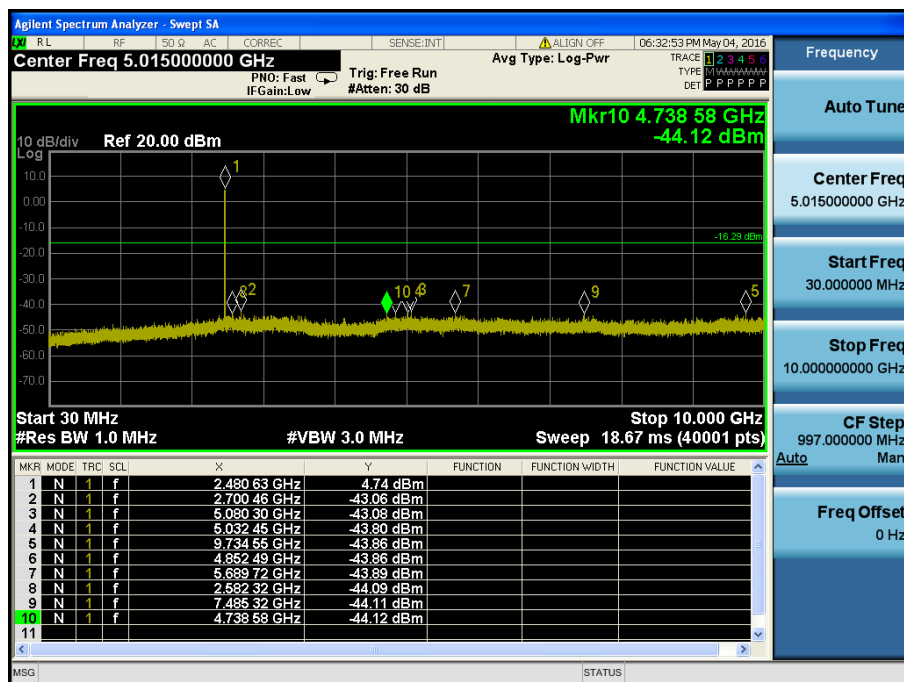 Agilent Spectrum Analyzer - Swept SA
LXI RL RF 50 Ω AC CORREC SENSE:INT ALIGN OFF 06:32:53 PM May 04, 2016
Center Freq 5.015000000 GHz
PNO: Fast
IFGain:Low
Trig: Free Run
#Atten: 30 dB
Avg Type: Log-Pwr
TRACE 1 2 3 4 5 6
TYPE M
DET P P P P P P
Mkr10 4.738 58 GHz
-44.12 dBm
10 dB/div
Log
Ref 20.00 dBm
10.0
0.00
-10.0
-20.0
-30.0
-40.0
-50.0
-60.0
-70.0
-16.29 dBm
1
2
10
7
9
5
Start 30 MHz
Stop 10.000 GHz
#Res BW 1.0 MHz
#VBW 3.0 MHz
Sweep 18.67 ms (40001 pts)
MKR MODE TRC SCL X Y FUNCTION FUNCTION WIDTH FUNCTION VALUE
1 N 1 f 2.480 63 GHz 4.74 dBm
2 N 1 f 2.700 46 GHz -43.06 dBm
3 N 1 f 5.080 30 GHz -43.08 dBm
4 N 1 f 5.032 45 GHz -43.80 dBm
5 N 1 f 9.734 55 GHz -43.86 dBm
6 N 1 f 4.852 49 GHz -43.86 dBm
7 N 1 f 5.689 72 GHz -43.89 dBm
8 N 1 f 2.582 32 GHz -44.09 dBm
9 N 1 f 7.485 32 GHz -44.11 dBm
10 N 1 f 4.738 58 GHz -44.12 dBm
11
MSG
STATUS
Frequency
Auto Tune
Center Freq
5.015000000 GHz
Start Freq
30.000000 MHz
Stop Freq
10.000000000 GHz
CF Step
997.000000 MHz
Auto Man
Freq Offset
0 Hz